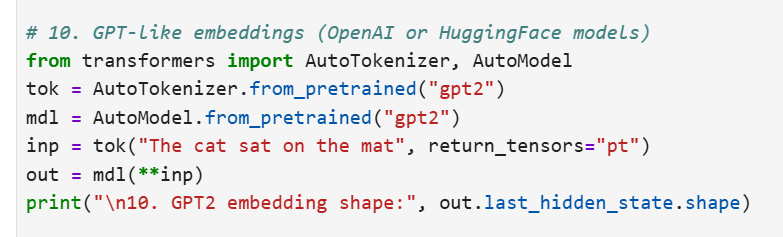 # 10. GPT-like embeddings (OpenAI or HuggingFace models)
from transformers import AutoTokenizer, AutoModel
tok = AutoTokenizer.from_pretrained("gpt2")
mdl = AutoModel.from_pretrained("gpt2")
inp = tok("The cat sat on the mat", return_tensors="pt")
out = mdl(**inp)
print("\n10. GPT2 embedding shape:", out.last_hidden_state.shape)